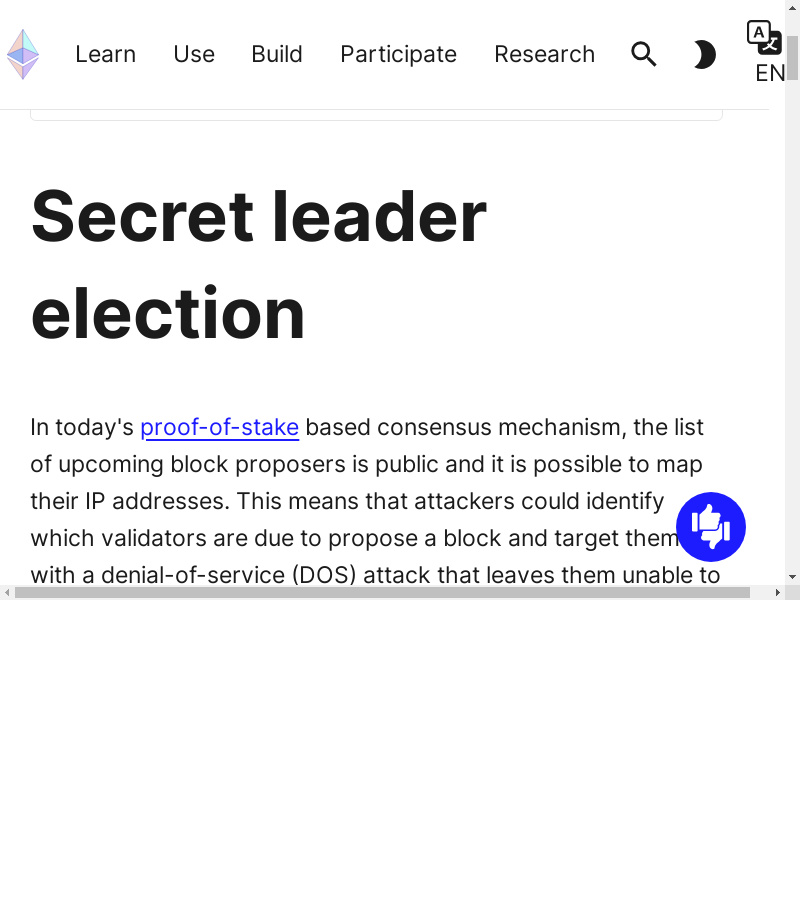 Learn Use Build Participate Research
A
文
EN
Secret leader
election
In today's proof-of-stake based consensus mechanism, the list
of upcoming block proposers is public and it is possible to map
their IP addresses. This means that attackers could identify
which validators are due to propose a block and target them
with a denial-of-service (DOS) attack that leaves them unable to